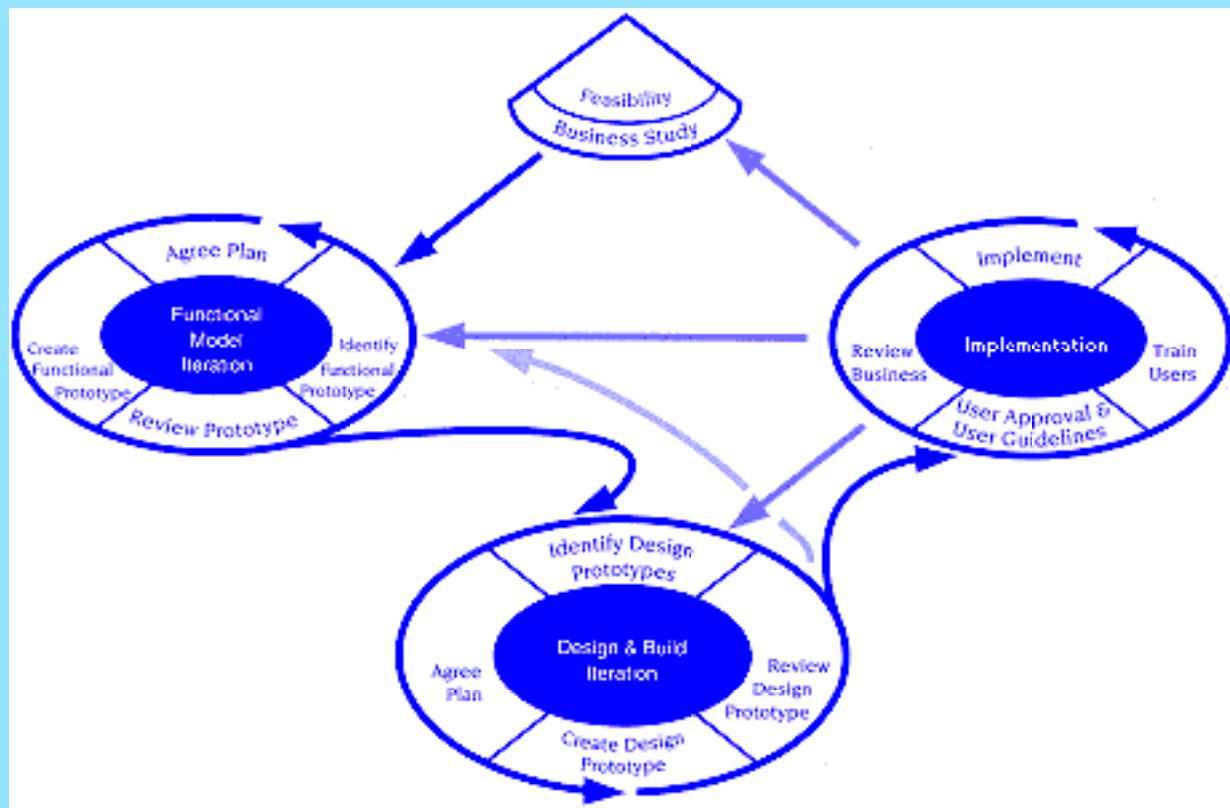 Feasibility
Business Study
Agree Plan
Functional
Model
Iteration
Create
Functional
Prototype
Identify
Functional
Prototype
Review Prototype
Implement
Implementation
Review
Business
Train
Users
User Approval &
User Guidelines
Identify Design
Prototypes
Design & Build
Iteration
Agree
Plan
Review
Design
Prototype
Create Design
Prototype